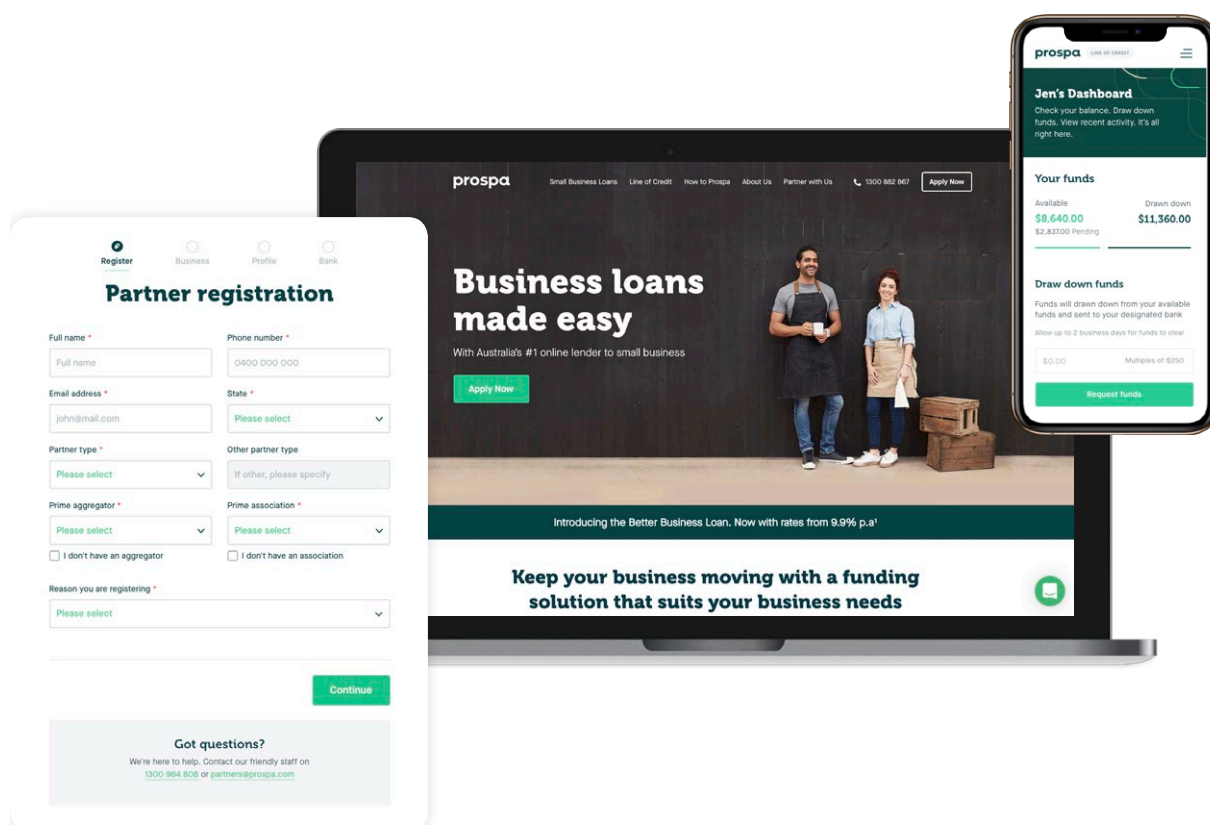 Register
Business
Profile
Bank
Partner registration
Full name *
Phone number *
Full name
0400 000 000
Email address *
State *
john@mail.com
Please select
Partner type *
Other partner type
Please select
If other, please specify
Prime aggregator *
Prime association *
Please select
Please select
I don't have an aggregator
I don't have an association
Reason you are registering *
Please select
Continue
Got questions?
We're here to help. Contact our friendly staff on
1300 964 808 or partners@prospa.com
prospa
Small Business Loans
Line of Credit
How to Prospa
About Us
Partner with Us
1300 882 867
Apply Now
Business loans
made easy
With Australia's #1 online lender to small business
Apply Now
Introducing the Better Business Loan. Now with rates from 9.9% p.a¹
Keep your business moving with a funding
solution that suits your business needs
prospa
LINE OF CREDIT
Jen's Dashboard
Check your balance. Draw down
funds. View recent activity. It's all
right here.
Your funds
Available
Drawn down
$8,640.00
$11,360.00
$2,837.00 Pending
Draw down funds
Funds will drawn down from your available
funds and sent to your designated bank
Allow up to 2 business days for funds to clear
$0.00
Multiples of $250
Request funds